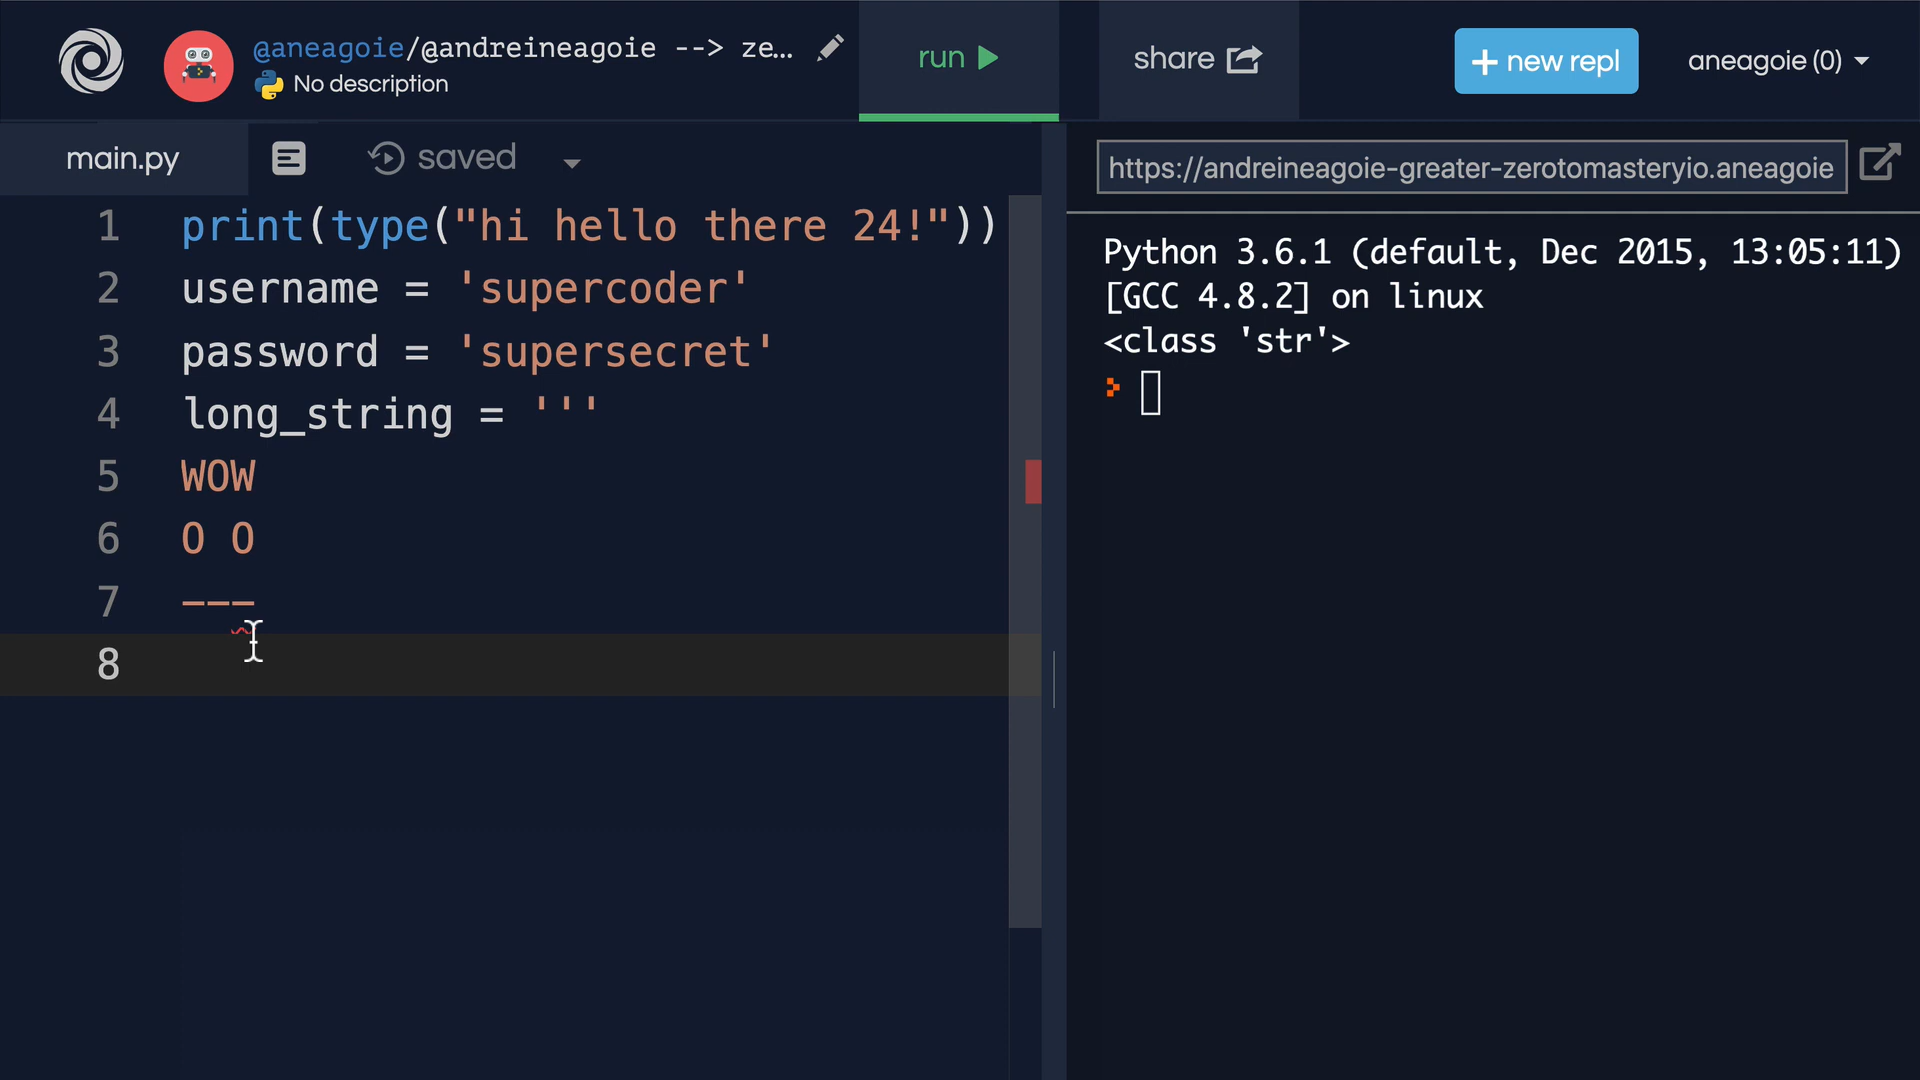 @aneagoie/@andreineagoie --> ze...
No description
run
share
+ new repl
aneagoie (0)
main.py
saved
https://andreineagoie-greater-zerotomasteryio.aneagoie
1 print(type("hi hello there 24!"))
2 username = 'supercoder'
3 password = 'supersecret'
4 long_string = '''
5 WOW
6 O O
7 ---
8
Python 3.6.1 (default, Dec 2015, 13:05:11)
[GCC 4.8.2] on linux
<class 'str'>